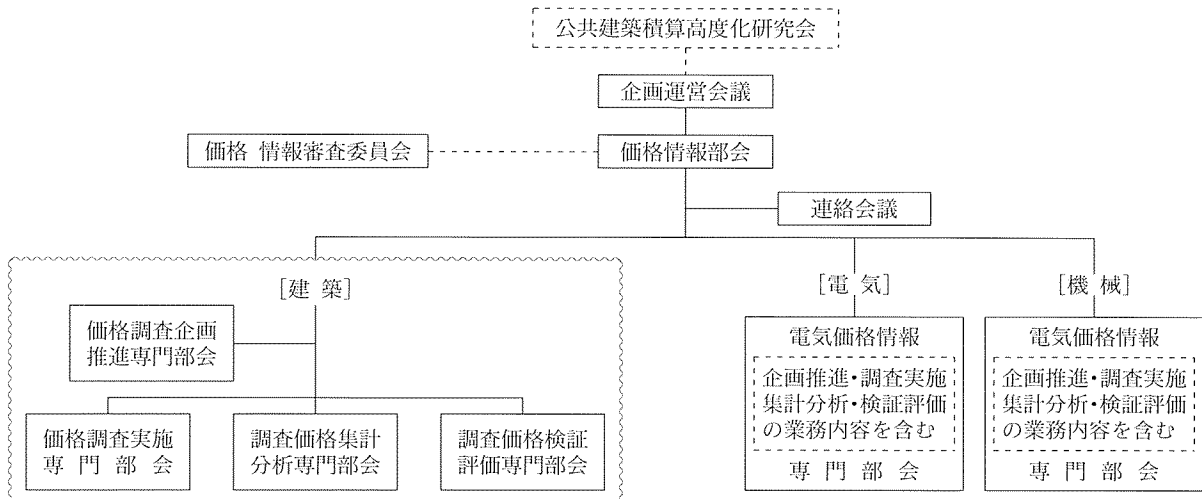 公共建築積算高度化研究会
企画運営会議
価格 情報審査委員会
価格情報部会
連絡会議
[建 築]
価格調査企画
推進専門部会
価格調査実施
専 門 部 会
調査価格集計
分析専門部会
調査価格検証
評価専門部会
[電 気]
電気価格情報
企画推進・調査実施
集計分析・検証評価
の業務内容を含む
専 門 部 会
[機 械]
電気価格情報
企画推進・調査実施
集計分析・検証評価
の業務内容を含む
専 門 部 会